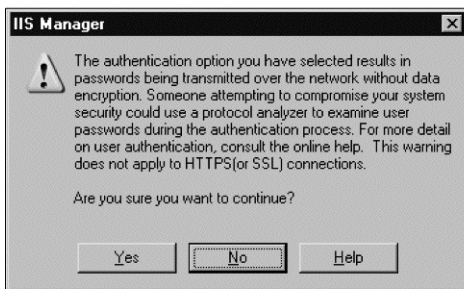 IIS Manager
The authentication option you have selected results in
passwords being transmitted over the network without data
encryption. Someone attempting to compromise your system
security could use a protocol analyzer to examine user
passwords during the authentication process. For more detail
on user authentication, consult the online help. This warning
does not apply to HTTPS(or SSL) connections.
Are you sure you want to continue?
Yes No Help